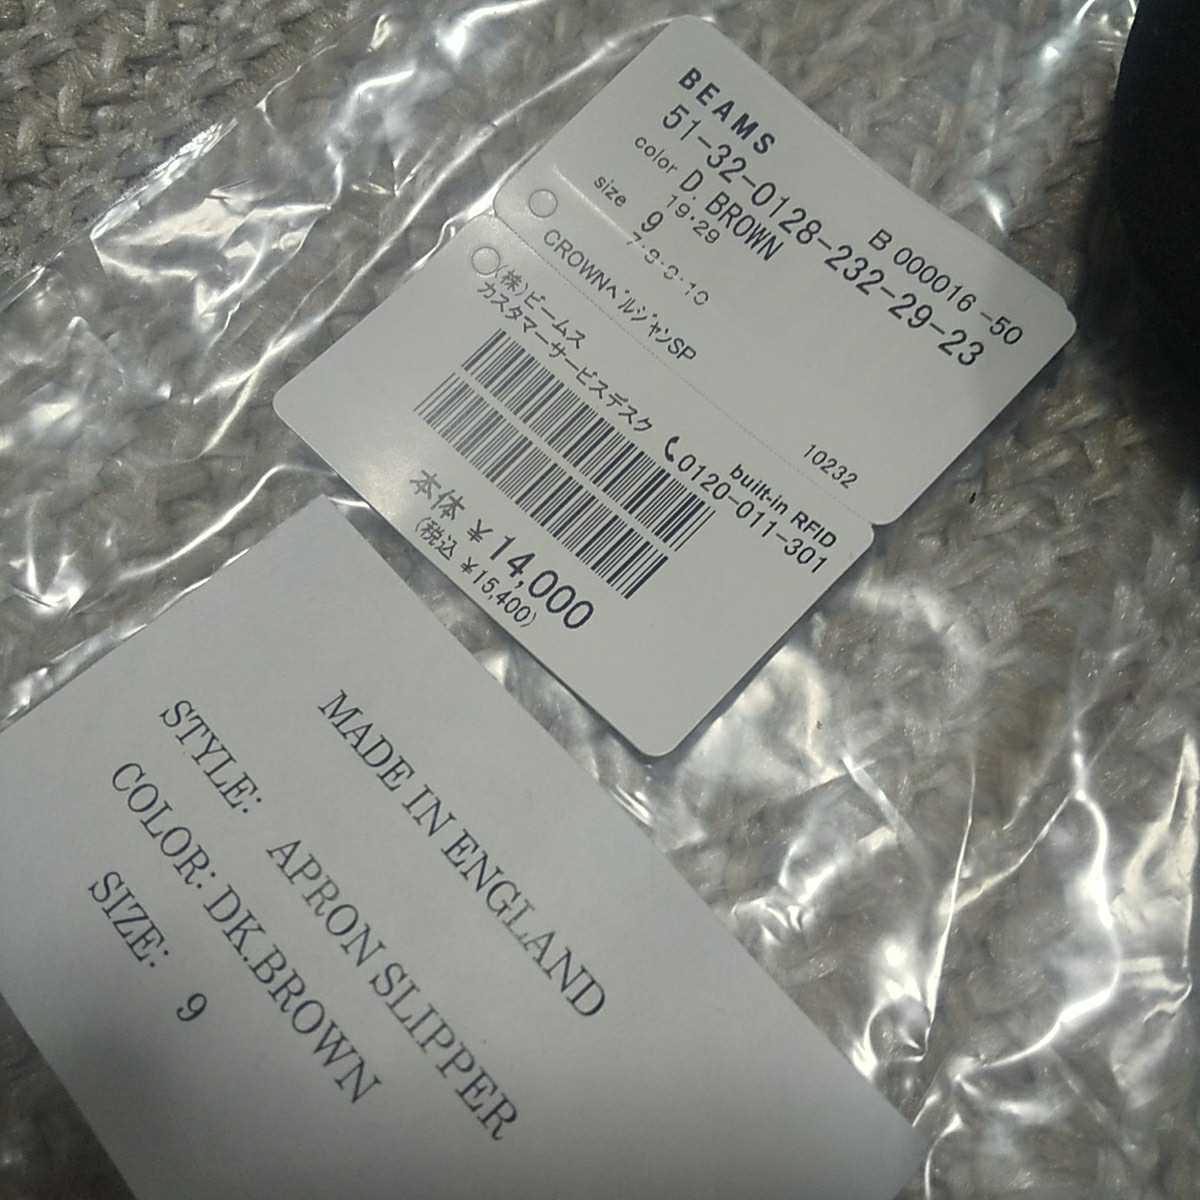 BEAMS
B 000016 -50
51-32-0128-232-29-23
color D. BROWN
19・29
size 9
7・8・9・10
CROWNベルジャンSP
10232
built-in RFID
(株)ビームス
カスタマーサービスデスク 0120-011-301
本体 ¥14,000
(税込 ¥15,400)
MADE IN ENGLAND
STYLE: APRON SLIPPER
COLOR: DK.BROWN
SIZE: 9